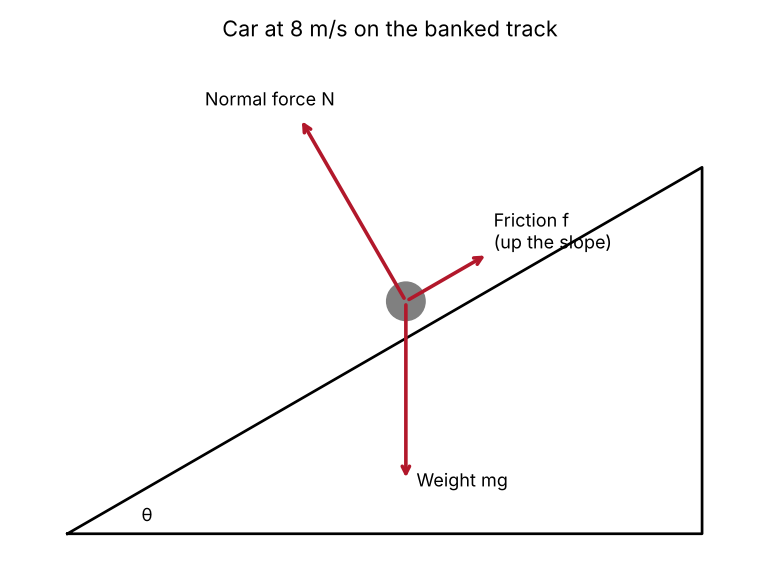 Car at 8 m/s on the banked track
Normal force N
Friction f
(up the slope)
Weight mg
θ